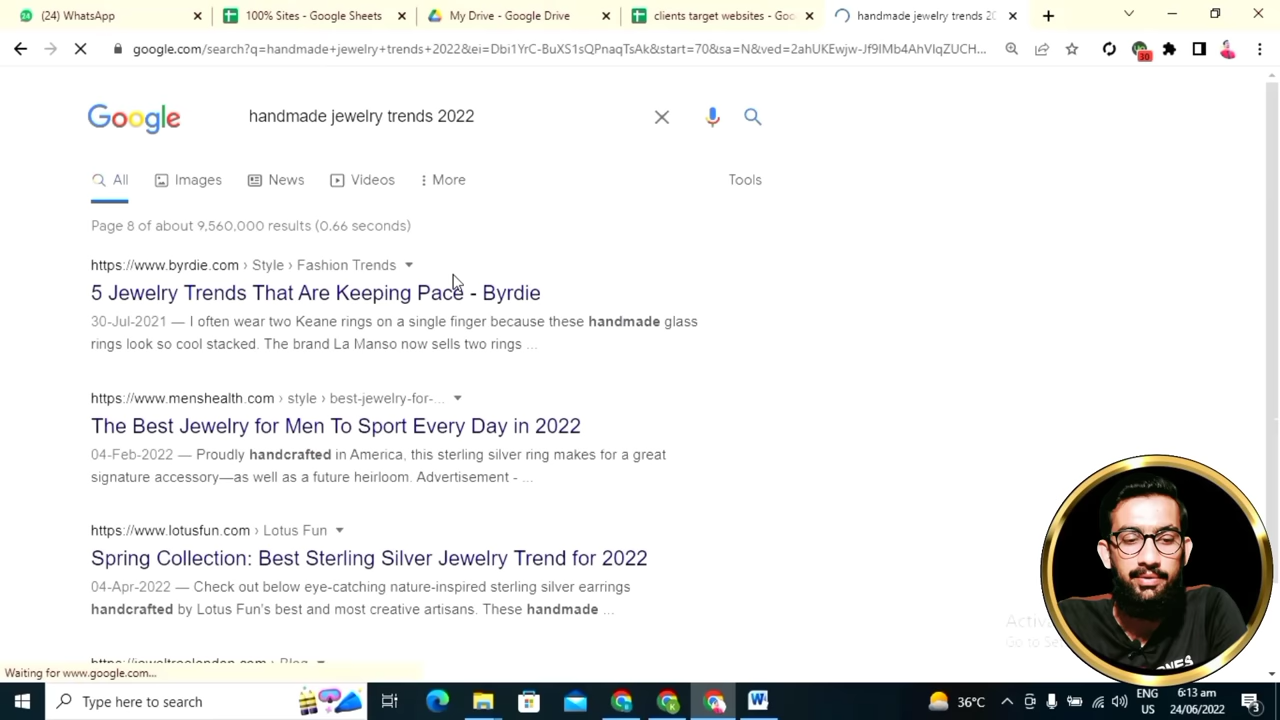 (24) WhatsApp
100% Sites - Google Sheets
My Drive - Google Drive
clients target websites - Goo
handmade jewelry trends 20
google.com/search?q=handmade+jewelry+trends+2022&ei=Dbi1YrC-BuXS1sQPnaqTsAk&start=70&sa=N&ved=2ahUKEwjw-Jf9lMb4AhVlqZUCH...
30
Google
handmade jewelry trends 2022
All
Images
News
Videos
More
Tools
Page 8 of about 9,560,000 results (0.66 seconds)
https://www.byrdie.com › Style › Fashion Trends
5 Jewelry Trends That Are Keeping Pace - Byrdie
30-Jul-2021 — I often wear two Keane rings on a single finger because these handmade glass
rings look so cool stacked. The brand La Manso now sells two rings ...
https://www.menshealth.com › style › best-jewelry-for-...
The Best Jewelry for Men To Sport Every Day in 2022
04-Feb-2022 — Proudly handcrafted in America, this sterling silver ring makes for a great
signature accessory—as well as a future heirloom. Advertisement - ...
https://www.lotusfun.com › Lotus Fun
Spring Collection: Best Sterling Silver Jewelry Trend for 2022
04-Apr-2022 — Check out below eye-catching nature-inspired sterling silver earrings
handcrafted by Lotus Fun's best and most creative artisans. These handmade ...
https://jeweltreelondon.com › Blog
Waiting for www.google.com...
Type here to search
36°C
ENG
US
6:13 am
24/06/2022
3